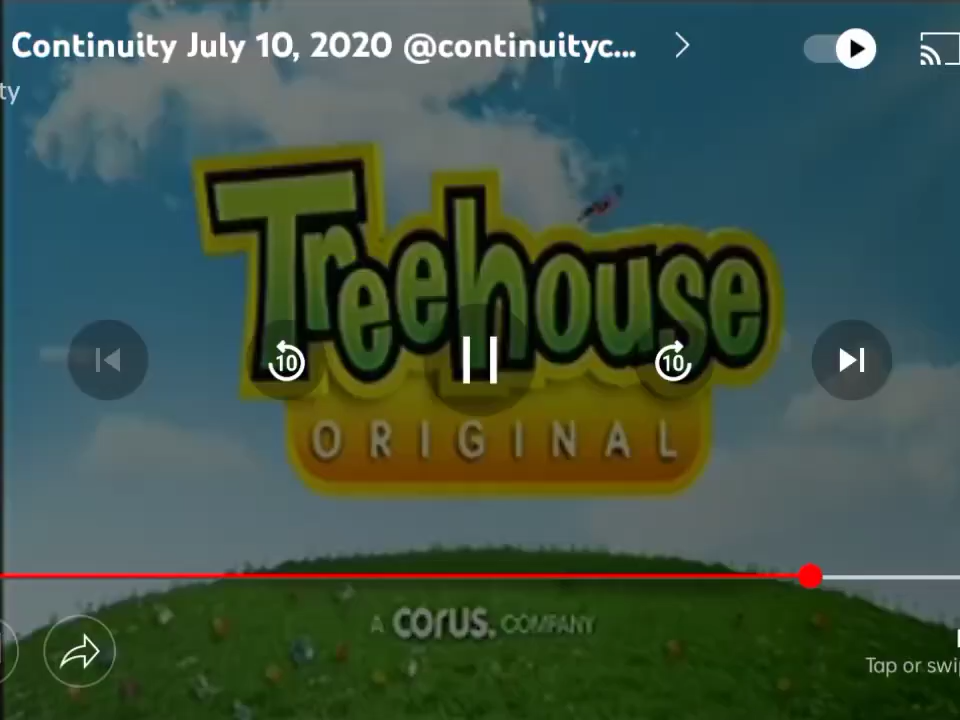 Continuity July 10, 2020 @continuityc...
ty
Treehouse
10
10
ORIGINAL
A corus. COMPANY
Tap or swip